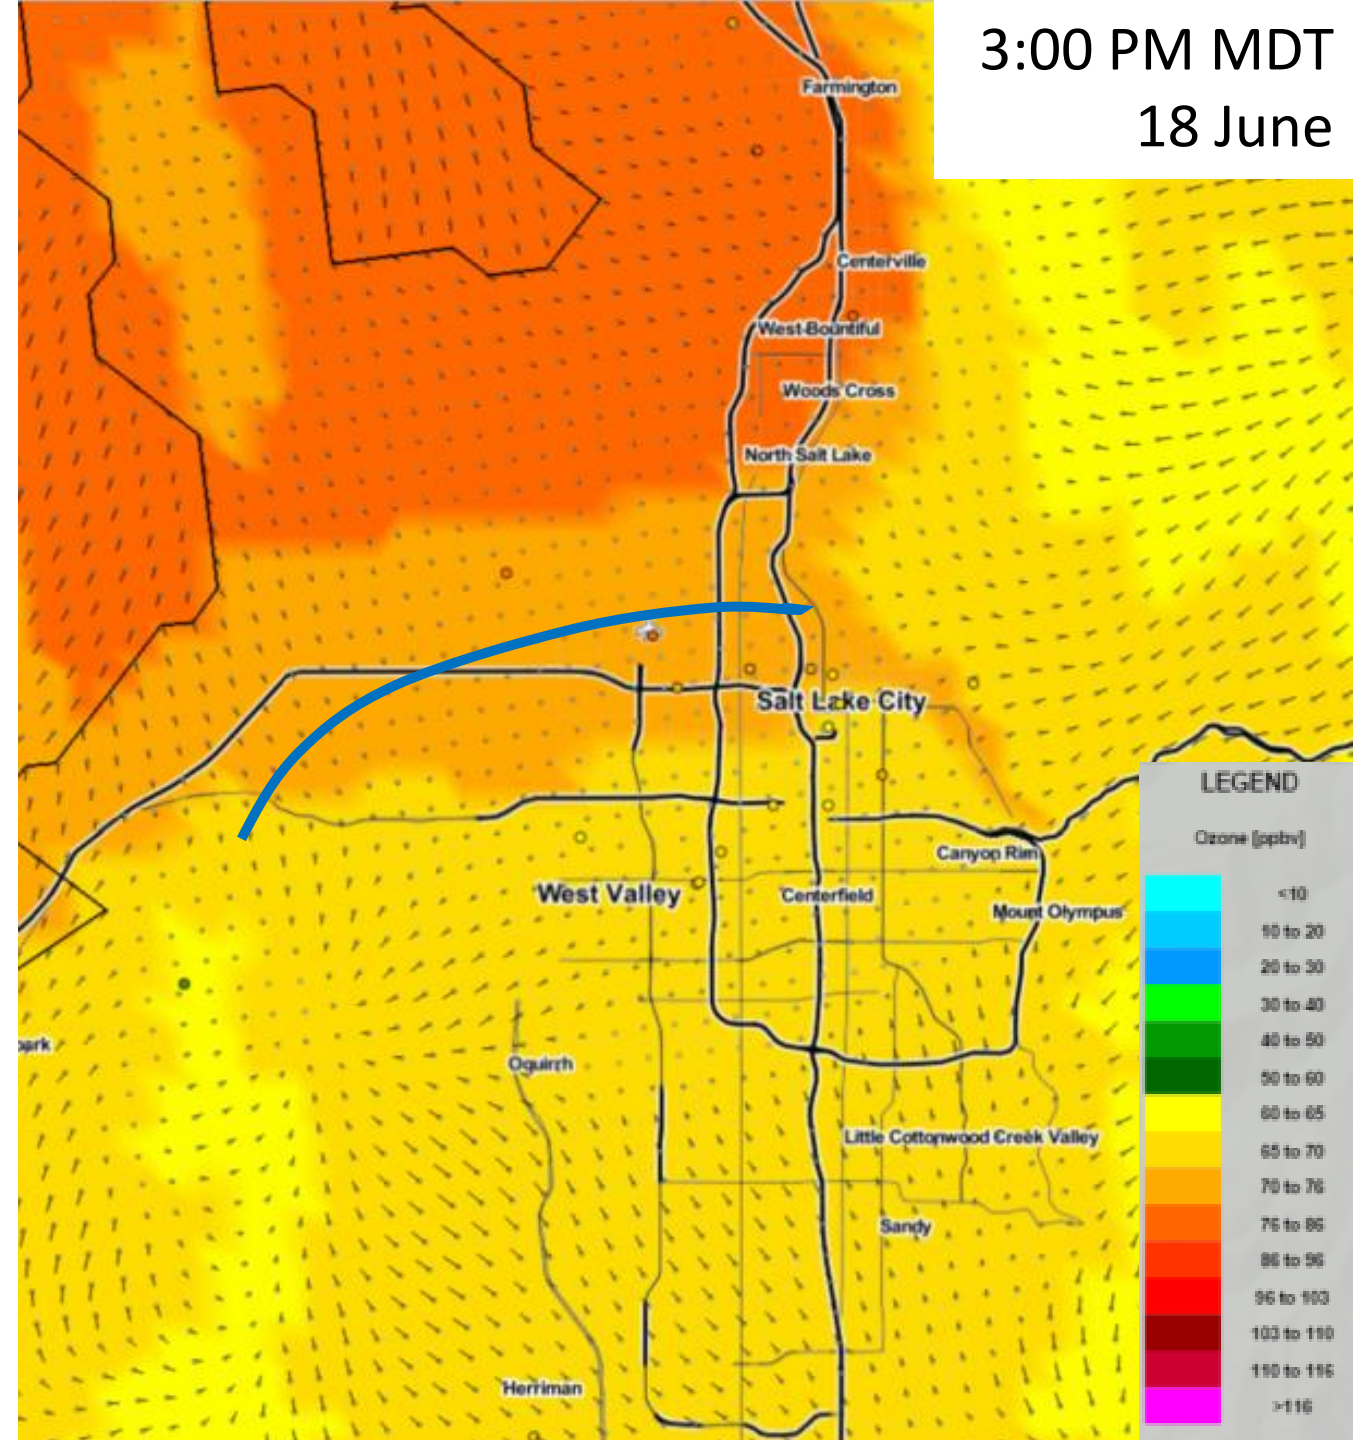 3:00 PM MDT
18 June
Farmington
Centerville
West Bountiful
Woods Cross
North Salt Lake
Salt Lake City
Canyon Rim
West Valley
Centerfield
Mount Olympus
Oquirrh
Little Cottonwood Creek Valley
Sandy
Herriman
LEGEND
Ozone [ppbv]
<10
10 to 20
20 to 30
30 to 40
40 to 50
50 to 60
60 to 65
65 to 70
70 to 76
76 to 86
86 to 96
96 to 103
103 to 110
110 to 116
>116